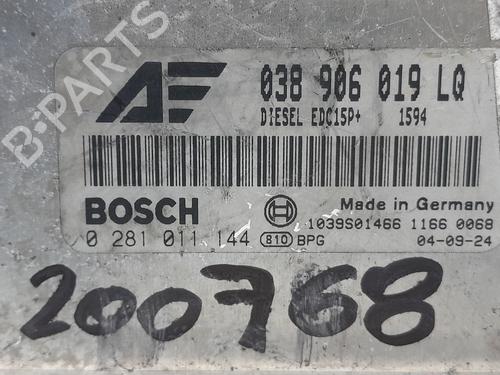 AF 038 906 019 LQ
DIESEL EDC15P+ 1594
BOSCH Made in Germany
1039S01466 1166 0068
0 281 011 144 810 BPG 04-09-24
200768
B-PARTS